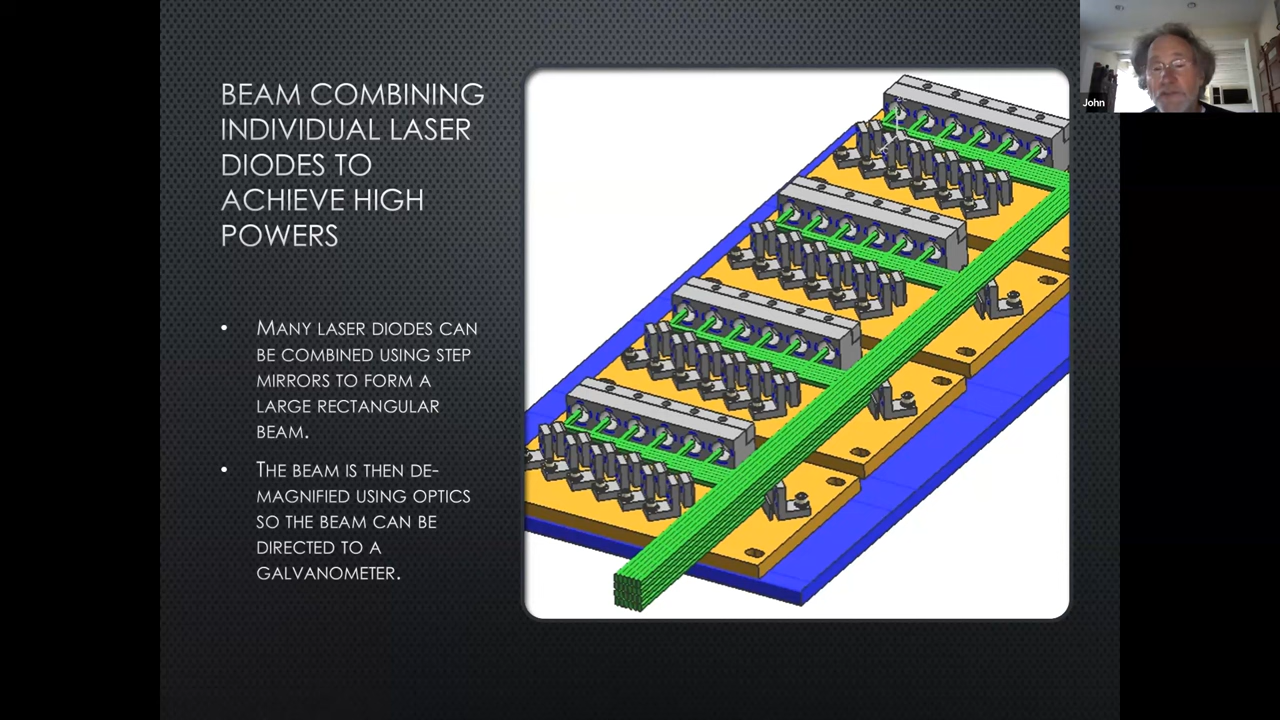 BEAM COMBINING
INDIVIDUAL LASER
DIODES TO
ACHIEVE HIGH
POWERS
• MANY LASER DIODES CAN
BE COMBINED USING STEP
MIRRORS TO FORM A
LARGE RECTANGULAR
BEAM.
• THE BEAM IS THEN DE-
MAGNIFIED USING OPTICS
SO THE BEAM CAN BE
DIRECTED TO A
GALVANOMETER.
John